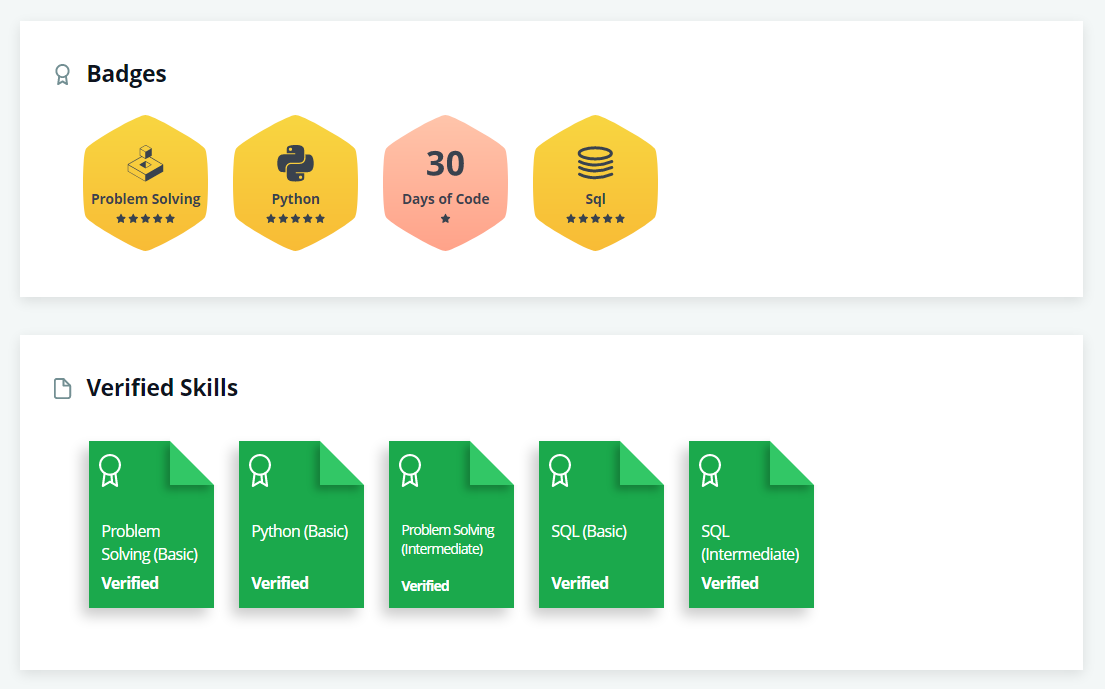 Badges
Problem Solving
Python
30
Days of Code
Sql
Verified Skills
Problem
Solving (Basic)
Verified
Python (Basic)
Verified
Problem Solving
(Intermediate)
Verified
SQL (Basic)
Verified
SQL
(Intermediate)
Verified